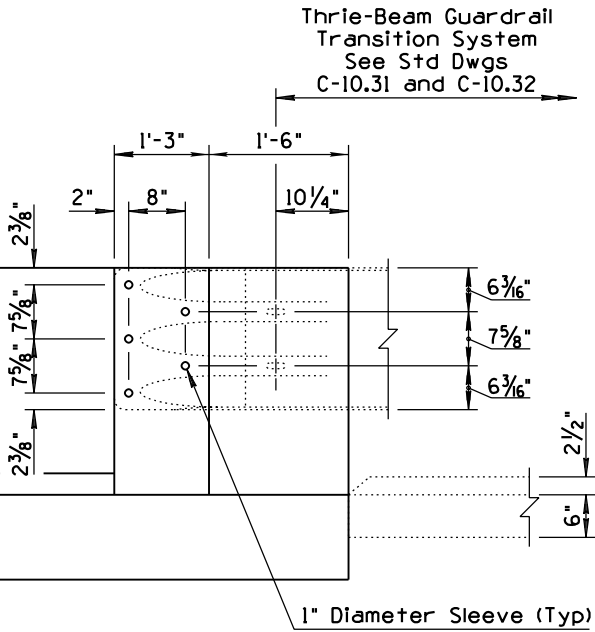 Thrie-Beam Guardrail
Transition System
See Std Dwgs
C-10.31 and C-10.32
1'-3"
1'-6"
2"
8"
10¼"
2⅜"
7⅝"
7⅝"
2⅜"
6³⁄₁₆"
7⅝"
6³⁄₁₆"
2½"
6"
1" Diameter Sleeve (Typ)